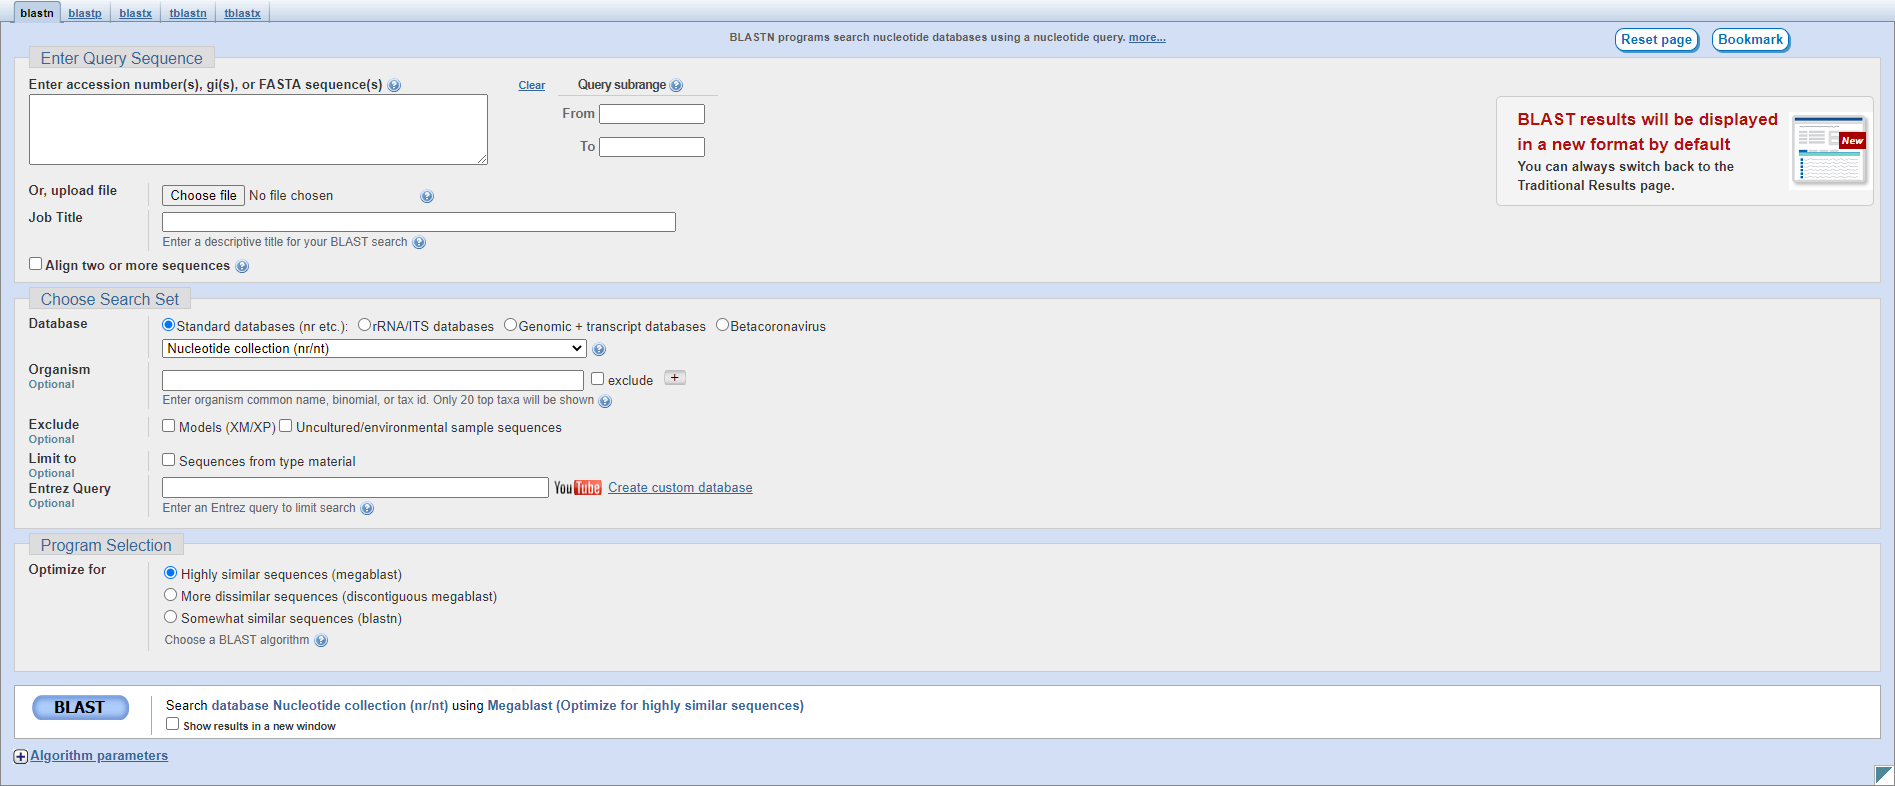 blastn blastp blastx tblastn tblastx
BLASTN programs search nucleotide databases using a nucleotide query. more...
Reset page Bookmark
Enter Query Sequence
Enter accession number(s), gi(s), or FASTA sequence(s) Clear Query subrange
From
To
BLAST results will be displayed
in a new format by default
You can always switch back to the
Traditional Results page.
New
Or, upload file Choose file No file chosen
Job Title
Enter a descriptive title for your BLAST search
Align two or more sequences
Choose Search Set
Database Standard databases (nr etc.): rRNA/ITS databases Genomic + transcript databases Betacoronavirus
Nucleotide collection (nr/nt)
Organism
Optional
exclude +
Enter organism common name, binomial, or tax id. Only 20 top taxa will be shown
Exclude
Optional
Models (XM/XP) Uncultured/environmental sample sequences
Limit to
Optional
Sequences from type material
Entrez Query
Optional
YouTube Create custom database
Enter an Entrez query to limit search
Program Selection
Optimize for
Highly similar sequences (megablast)
More dissimilar sequences (discontiguous megablast)
Somewhat similar sequences (blastn)
Choose a BLAST algorithm
BLAST
Search database Nucleotide collection (nr/nt) using Megablast (Optimize for highly similar sequences)
Show results in a new window
Algorithm parameters